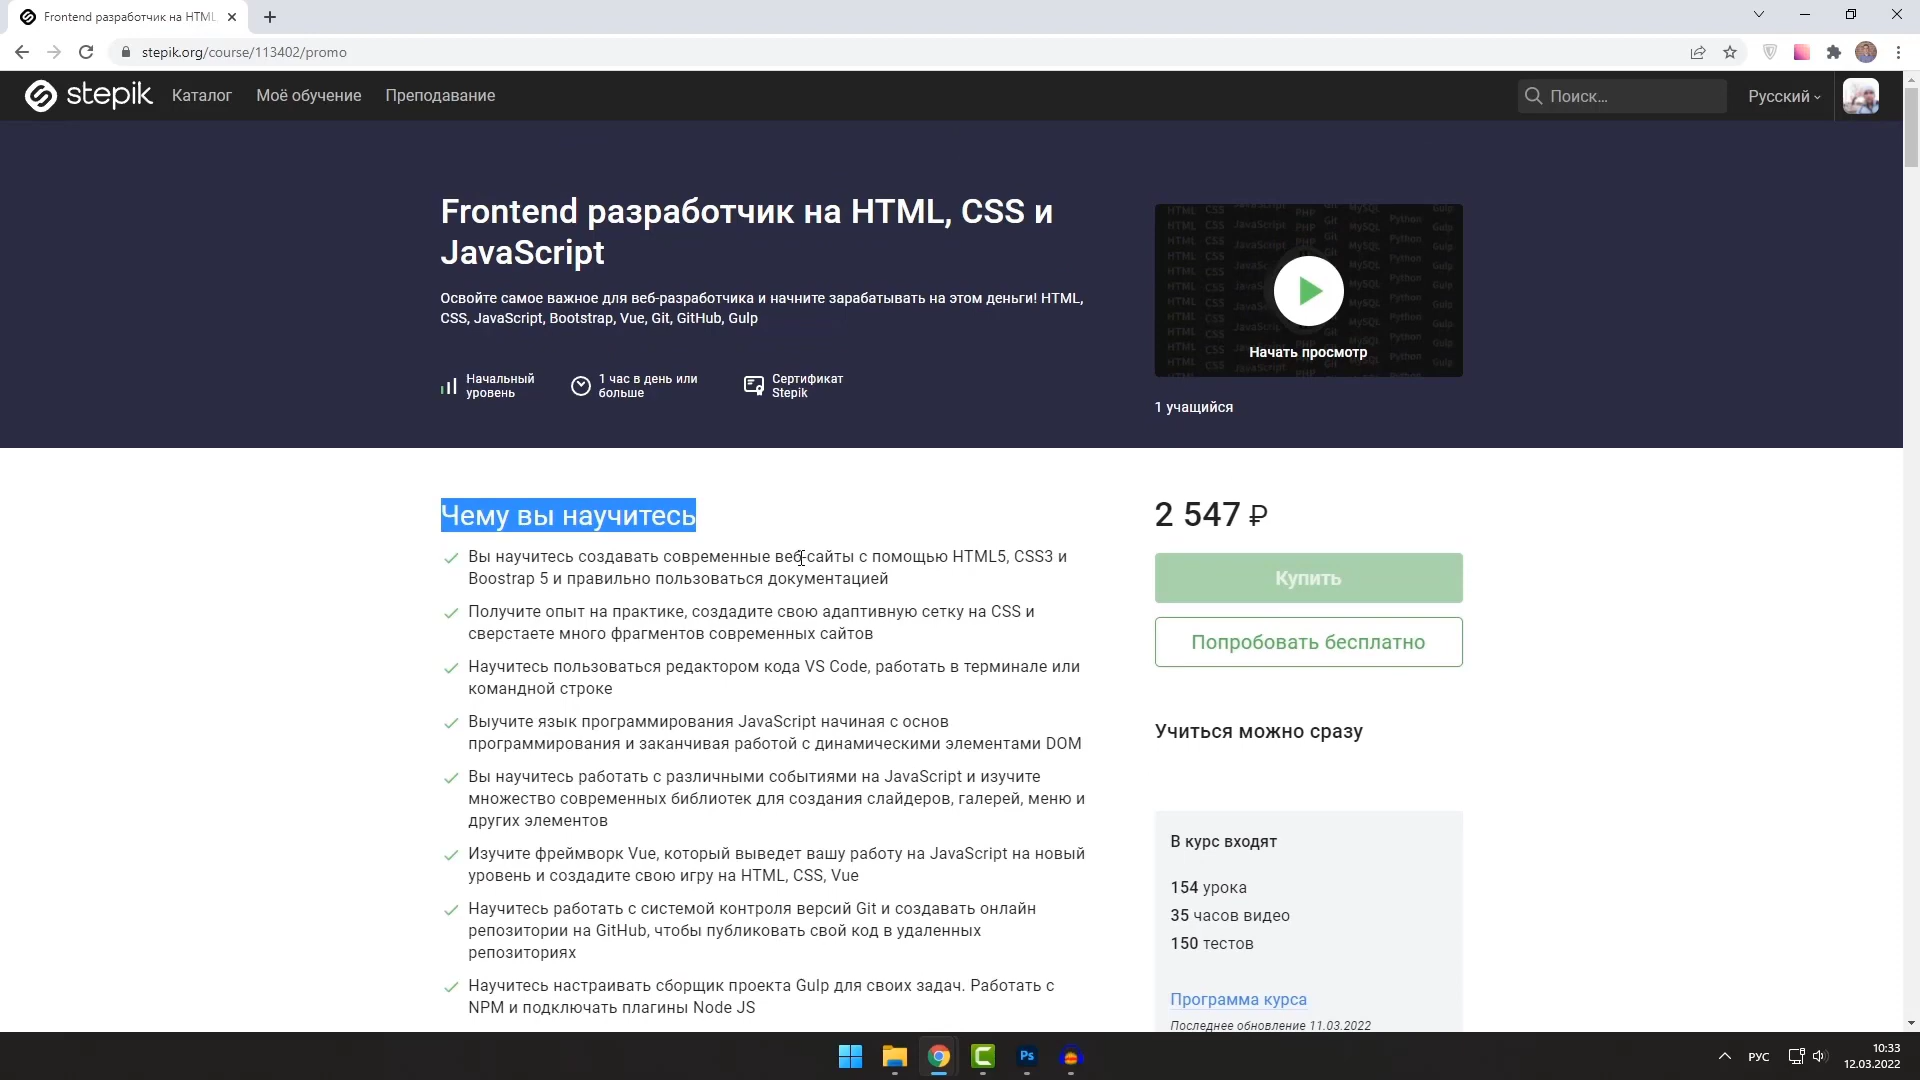 Frontend разработчик на HTML,
stepik.org/course/113402/promo
stepik
Каталог
Моё обучение
Преподавание
Поиск...
Русский
Frontend разработчик на HTML, CSS и
JavaScript
Освойте самое важное для веб-разработчика и начните зарабатывать на этом деньги! HTML,
CSS, JavaScript, Bootstrap, Vue, Git, GitHub, Gulp
Начальный
уровень
1 час в день или
больше
Сертификат
Stepik
Начать просмотр
1 учащийся
Чему вы научитесь
Вы научитесь создавать современные веб-сайты с помощью HTML5, CSS3 и
Boostrap 5 и правильно пользоваться документацией
Получите опыт на практике, создадите свою адаптивную сетку на CSS и
сверстаете много фрагментов современных сайтов
Научитесь пользоваться редактором кода VS Code, работать в терминале или
командной строке
Выучите язык программирования JavaScript начиная с основ
программирования и заканчивая работой с динамическими элементами DOM
Вы научитесь работать с различными событиями на JavaScript и изучите
множество современных библиотек для создания слайдеров, галерей, меню и
других элементов
Изучите фреймворк Vue, который выведет вашу работу на JavaScript на новый
уровень и создадите свою игру на HTML, CSS, Vue
Научитесь работать с системой контроля версий Git и создавать онлайн
репозитории на GitHub, чтобы публиковать свой код в удаленных
репозиториях
Научитесь настраивать сборщик проекта Gulp для своих задач. Работать с
NPM и подключать плагины Node JS
2 547 ₽
Купить
Попробовать бесплатно
Учиться можно сразу
В курс входят
154 урока
35 часов видео
150 тестов
Программа курса
Последнее обновление 11.03.2022
Ps
РУС
10:33
12.03.2022